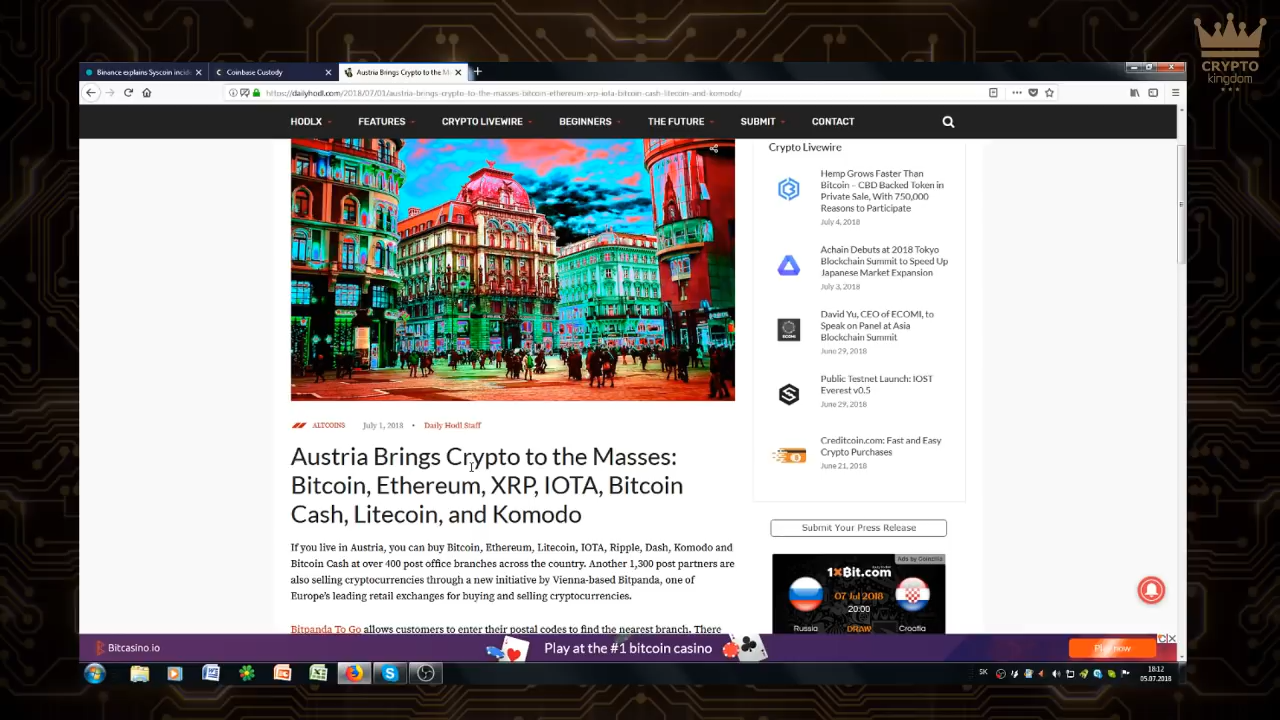 CRYPTO
kingdom
Binance explains Syscoin incid
Coinbase Custody
Austria Brings Crypto to the M
https://dailyhodl.com/2018/07/01/austria-brings-crypto-to-the-masses-bitcoin-ethereum-xrp-iota-bitcoin-cash-litecoin-and-komodo/
HODLX
FEATURES
CRYPTO LIVEWIRE
BEGINNERS
THE FUTURE
SUBMIT
CONTACT
ALTCOINS July 1, 2018 • Daily Hodl Staff
Austria Brings Crypto to the Masses:
Bitcoin, Ethereum, XRP, IOTA, Bitcoin
Cash, Litecoin, and Komodo
If you live in Austria, you can buy Bitcoin, Ethereum, Litecoin, IOTA, Ripple, Dash, Komodo and
Bitcoin Cash at over 400 post office branches across the country. Another 1,300 post partners are
also selling cryptocurrencies through a new initiative by Vienna-based Bitpanda, one of
Europe's leading retail exchanges for buying and selling cryptocurrencies.
Bitpanda To Go allows customers to enter their postal codes to find the nearest branch. There
Crypto Livewire
Hemp Grows Faster Than
Bitcoin – CBD Backed Token in
Private Sale, With 750,000
Reasons to Participate
July 4, 2018
Achain Debuts at 2018 Tokyo
Blockchain Summit to Speed Up
Japanese Market Expansion
July 3, 2018
David Yu, CEO of ECOMI, to
Speak on Panel at Asia
Blockchain Summit
June 29, 2018
Public Testnet Launch: IOST
Everest v0.5
June 29, 2018
Creditcoin.com: Fast and Easy
Crypto Purchases
June 21, 2018
Submit Your Press Release
Ads by Coinzilla
1XBit.com
07 Jul 2018
20:00
Russia
DRAW
Croatia
Bitcasino.io
Play at the #1 bitcoin casino
Play now
SK
18:12
05.07.2018